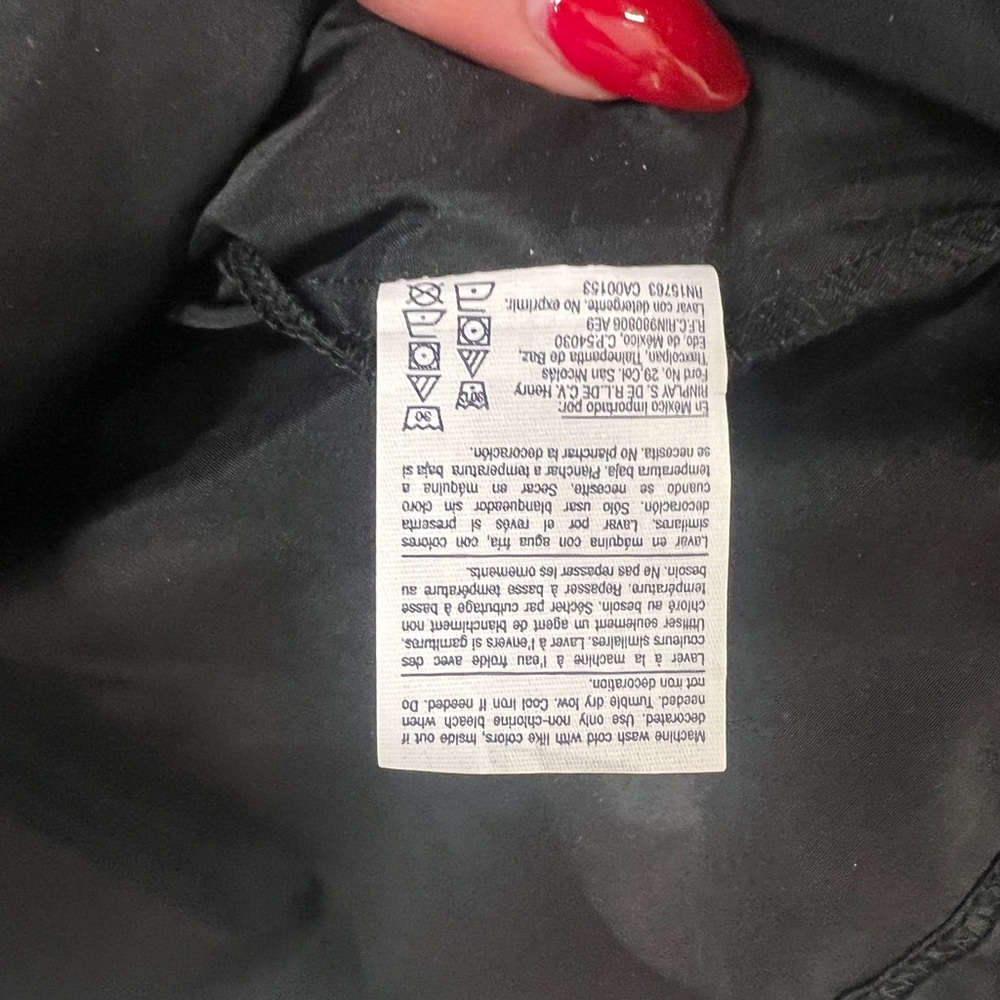 Machine wash cold with like colors, inside out if
decorated. Use only non-chlorine bleach when
needed. Tumble dry low. Cool iron if needed. Do
not iron decoration.
Laver à la machine à l'eau froide avec des
couleurs similaires. Laver à l'envers si garnitures.
Utiliser seulement un agent de blanchiment non
chloré au besoin. Sécher par culbutage à basse
température. Repasser à basse température au
besoin. Ne pas repasser les ornements.
Lavar en máquina con agua fría, con colores
similares. Lavar por el revés si presenta
decoración. Sólo usar blanqueador sin cloro
cuando se necesite. Secar en máquina a
temperatura baja. Planchar a temperatura baja si
se necesita. No planchar la decoración.
En México importado por:
RINPLAY S. DE R.L. DE C.V. Henry
Ford No. 29, Col. San Nicolás
Tlaxcolpan, Tlalnepantla de Baz,
Edo. de México, C.P.54030
R.F.C.RIN990806 AE9
Lavar con detergente. No exprimir.
RN15763 CA00153
30
30°C